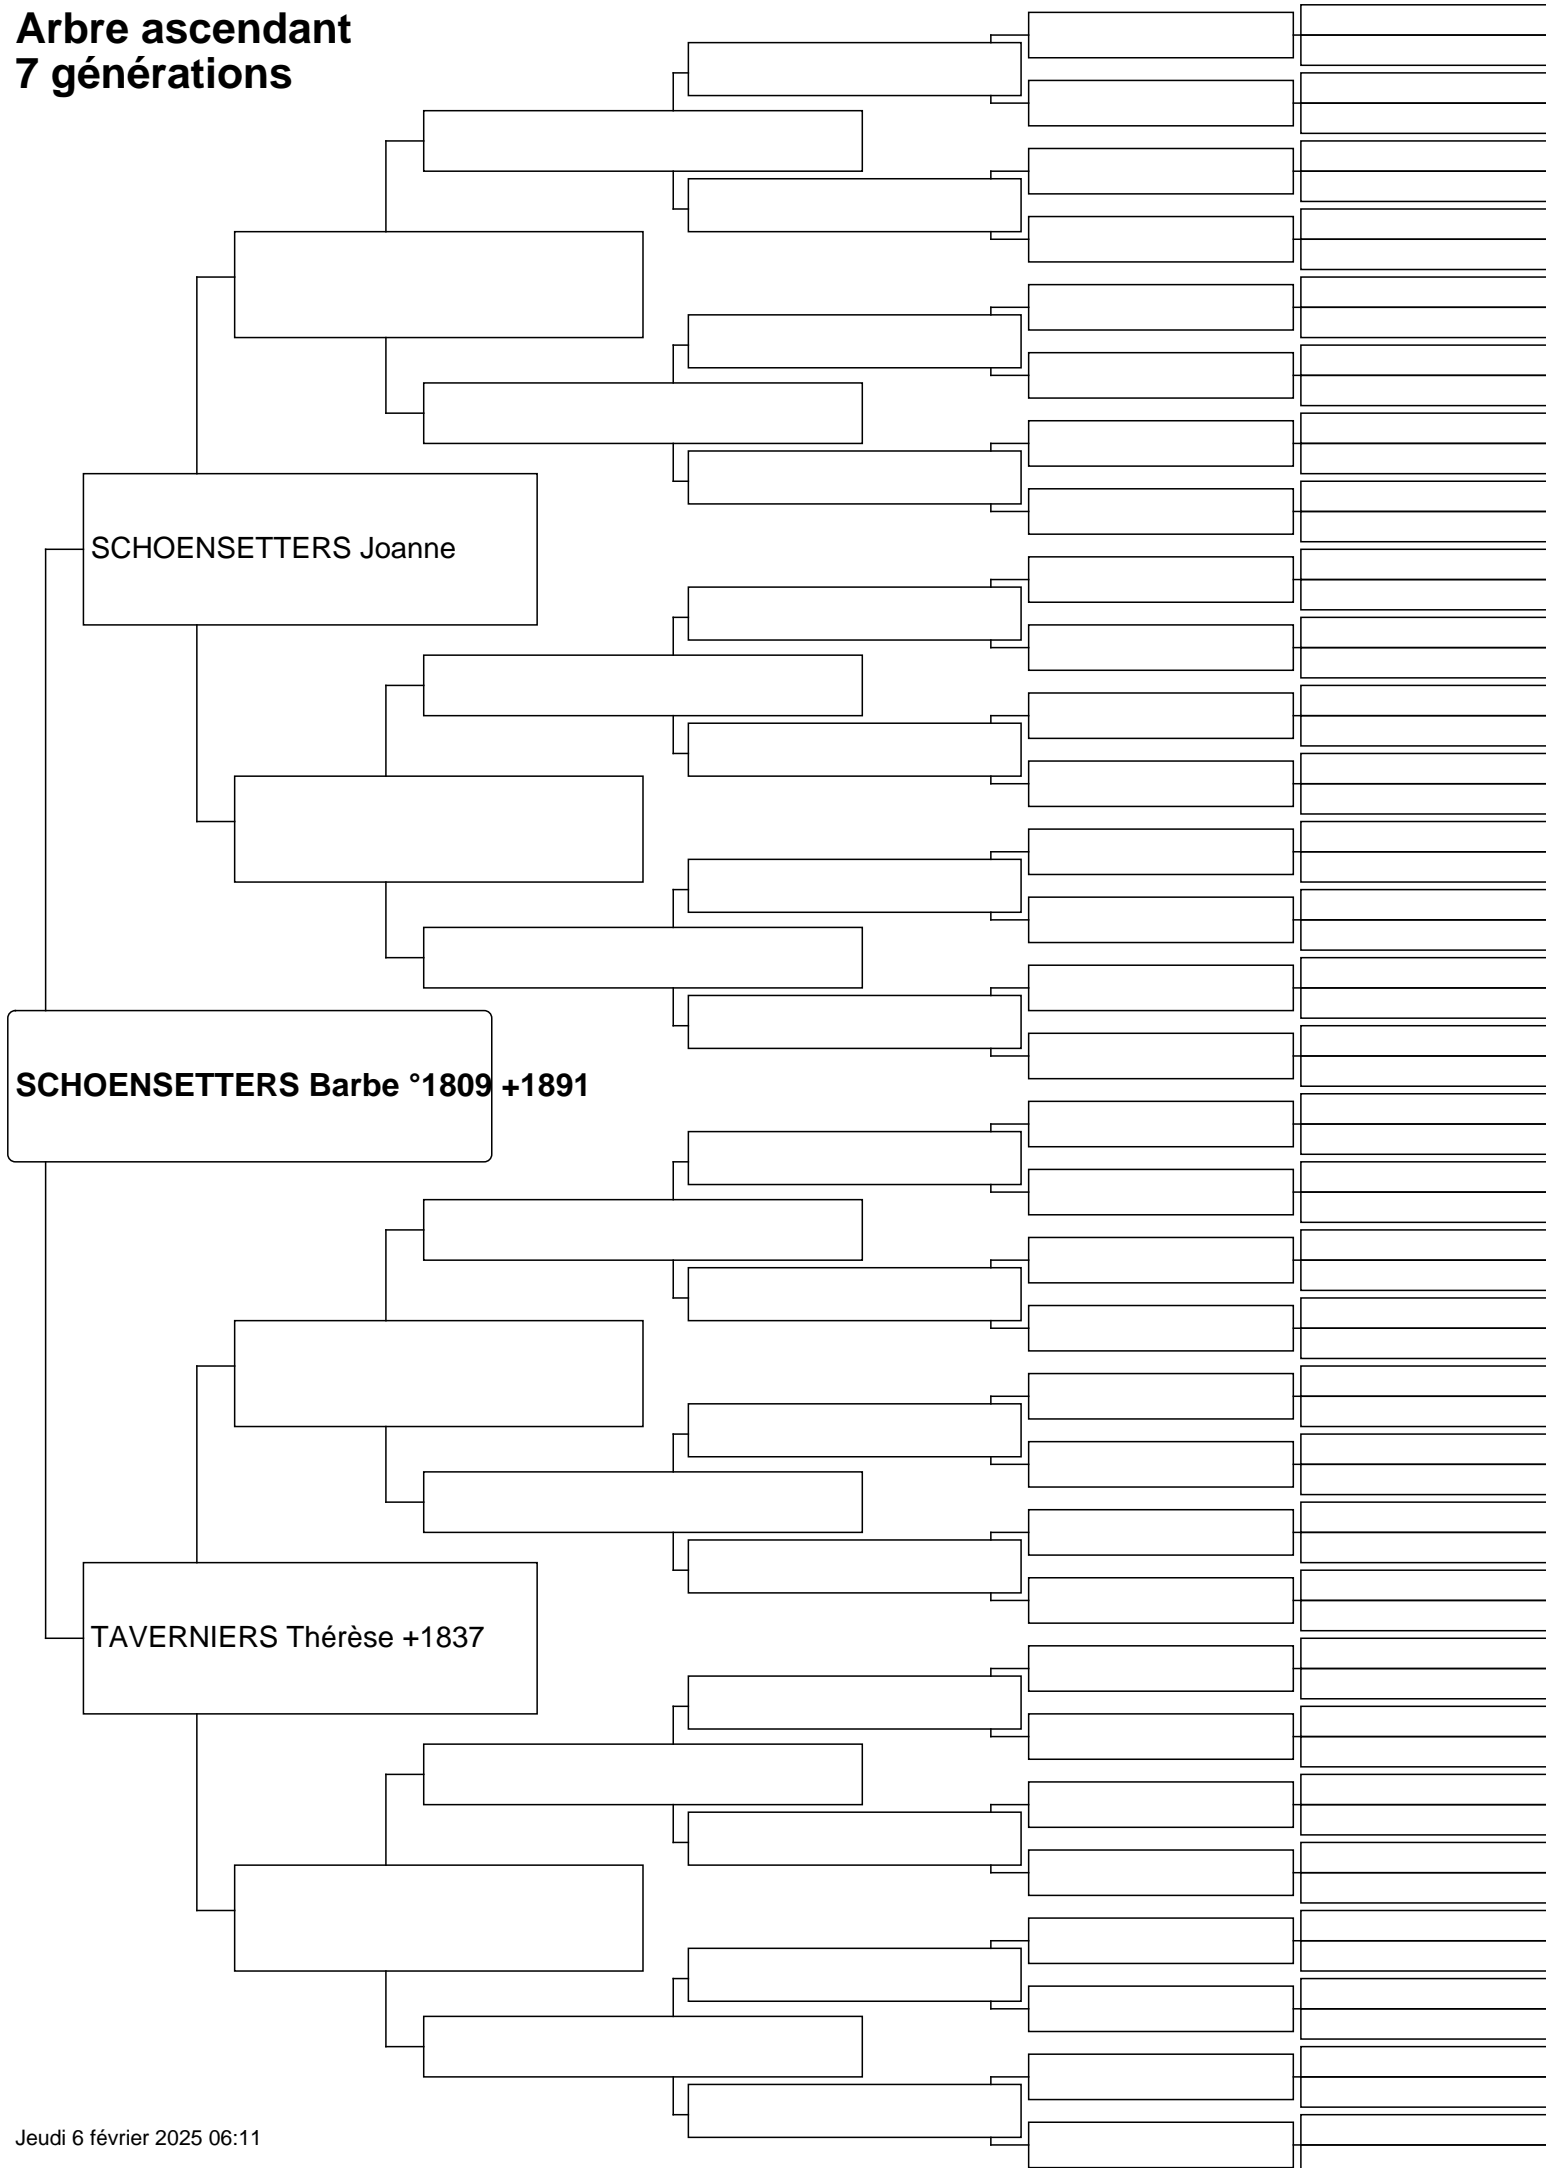 Arbre ascendant
7 générations
SCHOENSETTERS Joanne
SCHOENSETTERS Barbe °1809 +1891
TAVERNIERS Thérèse +1837
Jeudi 6 février 2025 06:11